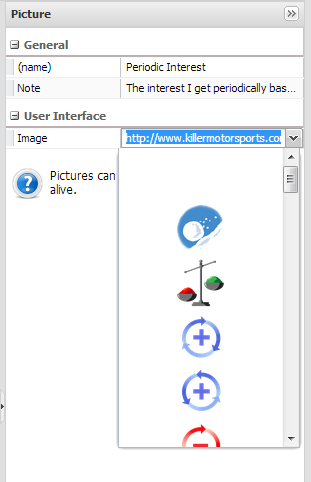 Picture
General
(name) Periodic Interest
Note The interest I get periodically bas...
User Interface
Image http://www.killermotorsports.co
Pictures can
alive.